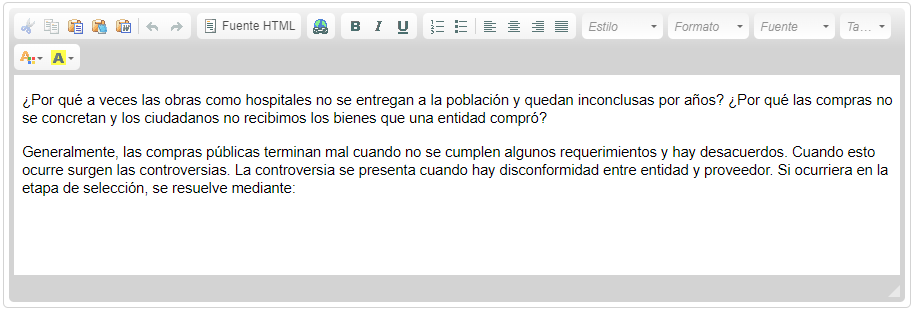 Fuente HTML B I U Estilo Formato Fuente Ta...
A A
¿Por qué a veces las obras como hospitales no se entregan a la población y quedan inconclusas por años? ¿Por qué las compras no
se concretan y los ciudadanos no recibimos los bienes que una entidad compró?
Generalmente, las compras públicas terminan mal cuando no se cumplen algunos requerimientos y hay desacuerdos. Cuando esto
ocurre surgen las controversias. La controversia se presenta cuando hay disconformidad entre entidad y proveedor. Si ocurriera en la
etapa de selección, se resuelve mediante: